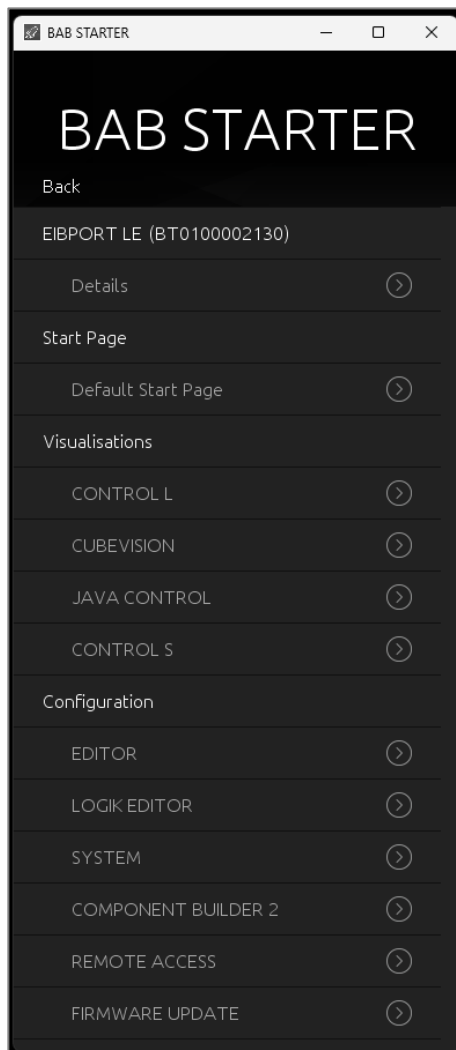 BAB STARTER
BAB STARTER
Back
EIBPORT LE (BT0100002130)
Details
Start Page
Default Start Page
Visualisations
CONTROL L
CUBEVISION
JAVA CONTROL
CONTROL S
Configuration
EDITOR
LOGIK EDITOR
SYSTEM
COMPONENT BUILDER 2
REMOTE ACCESS
FIRMWARE UPDATE